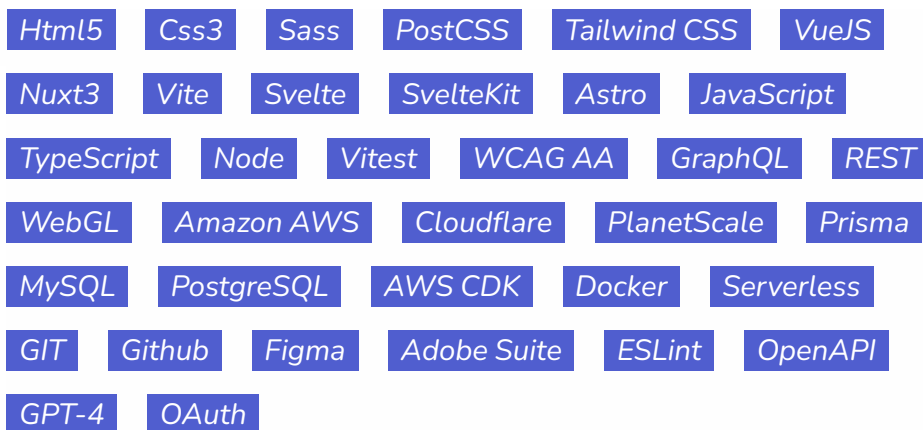 Html5 Css3 Sass PostCSS Tailwind CSS VueJS
Nuxt3 Vite Svelte SvelteKit Astro JavaScript
TypeScript Node Vitest WCAG AA GraphQL REST
WebGL Amazon AWS Cloudflare PlanetScale Prisma
MySQL PostgreSQL AWS CDK Docker Serverless
GIT Github Figma Adobe Suite ESLint OpenAPI
GPT-4 OAuth